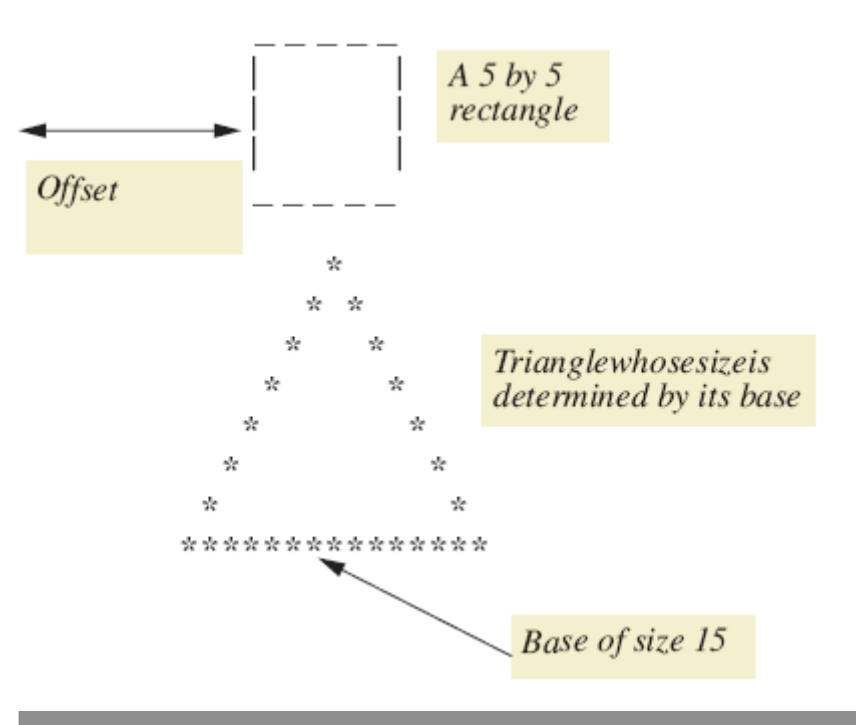 A 5 by 5
rectangle
Offset
*
* *
* *
* *
* *
* *
* *
***************
Trianglewhosesizeis
determined by its base
Base of size 15